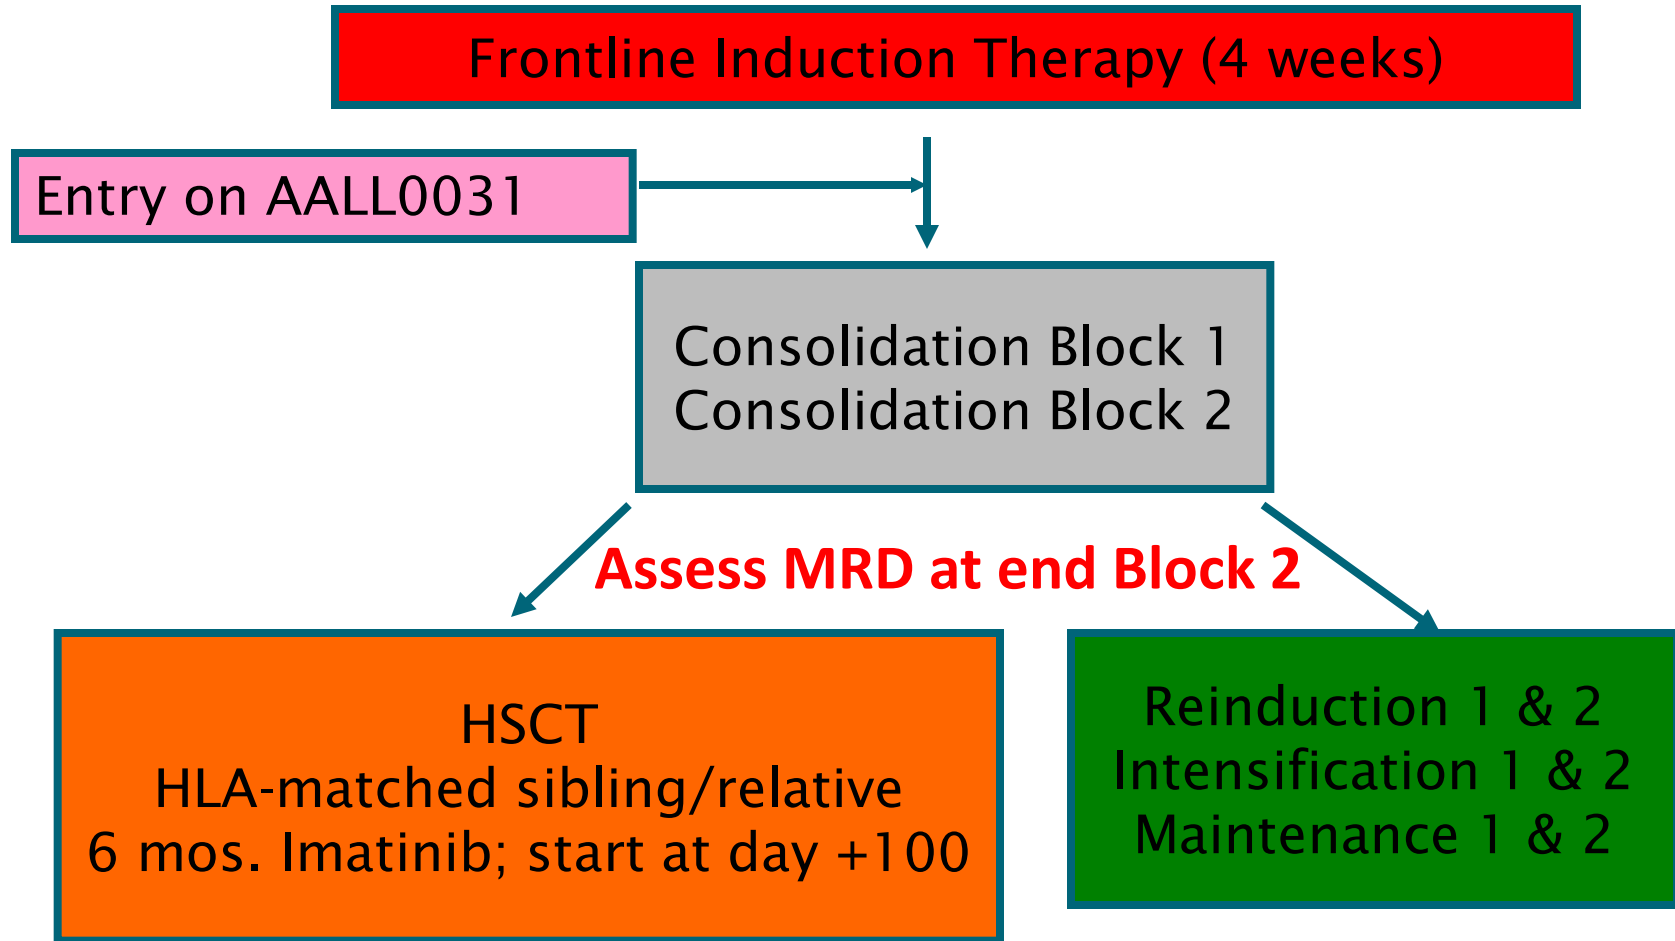 Frontline Induction Therapy (4 weeks)
Entry on AALL0031
Consolidation Block 1
Consolidation Block 2
Assess MRD at end Block 2
HSCT
HLA-matched sibling/relative
6 mos. Imatinib; start at day +100
Reinduction 1 & 2
Intensification 1 & 2
Maintenance 1 & 2